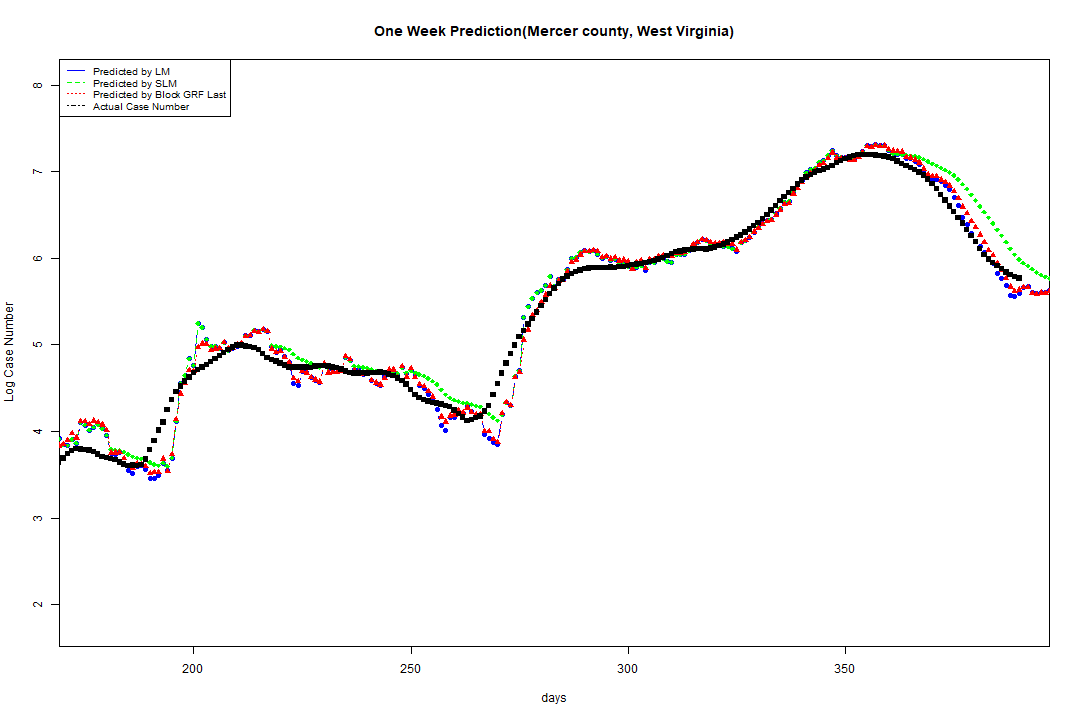 One Week Prediction(Mercer county, West Virginia)
Predicted by LM
Predicted by SLM
Predicted by Block GRF Last
Actual Case Number
8
7
6
5
4
3
2
Log Case Number
200 250 300 350
days